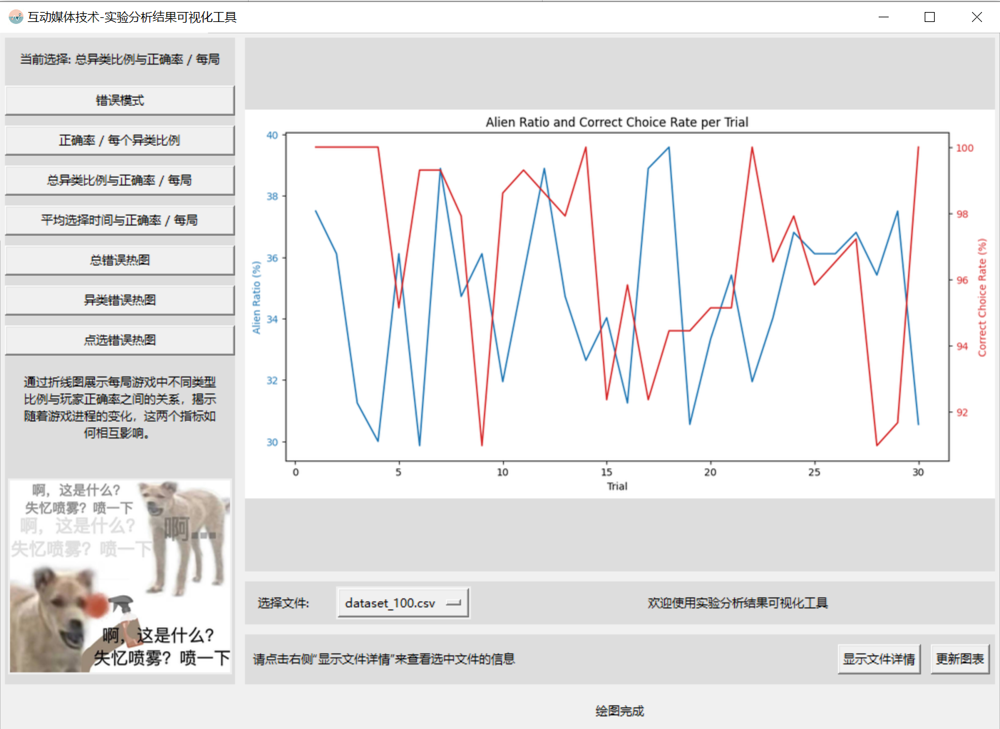 互动媒体技术-实验分析结果可视化工具
当前选择: 总异类比例与正确率 / 每局
错误模式
正确率 / 每个异类比例
总异类比例与正确率 / 每局
平均选择时间与正确率 / 每局
总错误热图
异类错误热图
点选错误热图
通过折线图展示每局游戏中不同类型
比例与玩家正确率之间的关系，揭示
随着游戏进程的变化，这两个指标如
何相互影响。
啊，这是什么？
失忆喷雾？喷一下
啊，这是什么？
失忆喷雾？喷一下
啊...
啊，这是什么？
失忆喷雾？喷一下
Alien Ratio and Correct Choice Rate per Trial
Alien Ratio (%)
40
38
36
34
32
30
0
5
10
15
20
25
30
Trial
100
98
96
94
92
Correct Choice Rate (%)
选择文件:
dataset_100.csv
欢迎使用实验分析结果可视化工具
请点击右侧“显示文件详情”来查看选中文件的信息
显示文件详情
更新图表
绘图完成